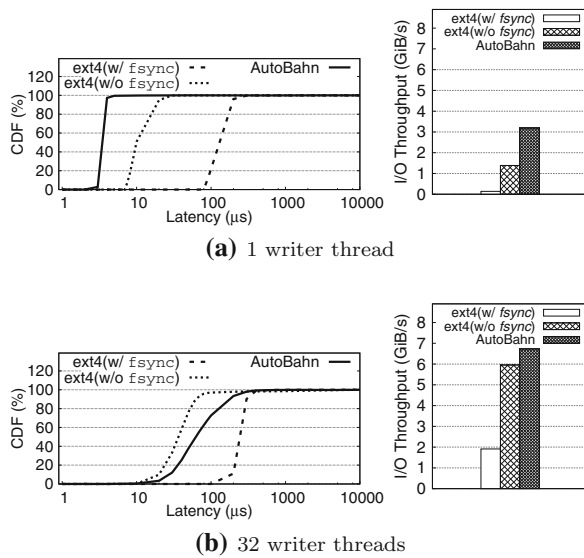 ext4(w/ fsync)
AutoBahn
ext4(w/o fsync)
120
100
80
60
40
20
0
CDF (%)
1
10
100
1000
10000
Latency (µs)
8
7
6
5
4
3
2
1
0
I/O Throughput (GiB/s)
ext4(w/ fsync)
ext4(w/o fsync)
AutoBahn
(a) 1 writer thread
ext4(w/ fsync)
AutoBahn
ext4(w/o fsync)
120
100
80
60
40
20
0
CDF (%)
1
10
100
1000
10000
Latency (µs)
8
7
6
5
4
3
2
1
0
I/O Throughput (GiB/s)
ext4(w/ fsync)
ext4(w/o fsync)
AutoBahn
(b) 32 writer threads